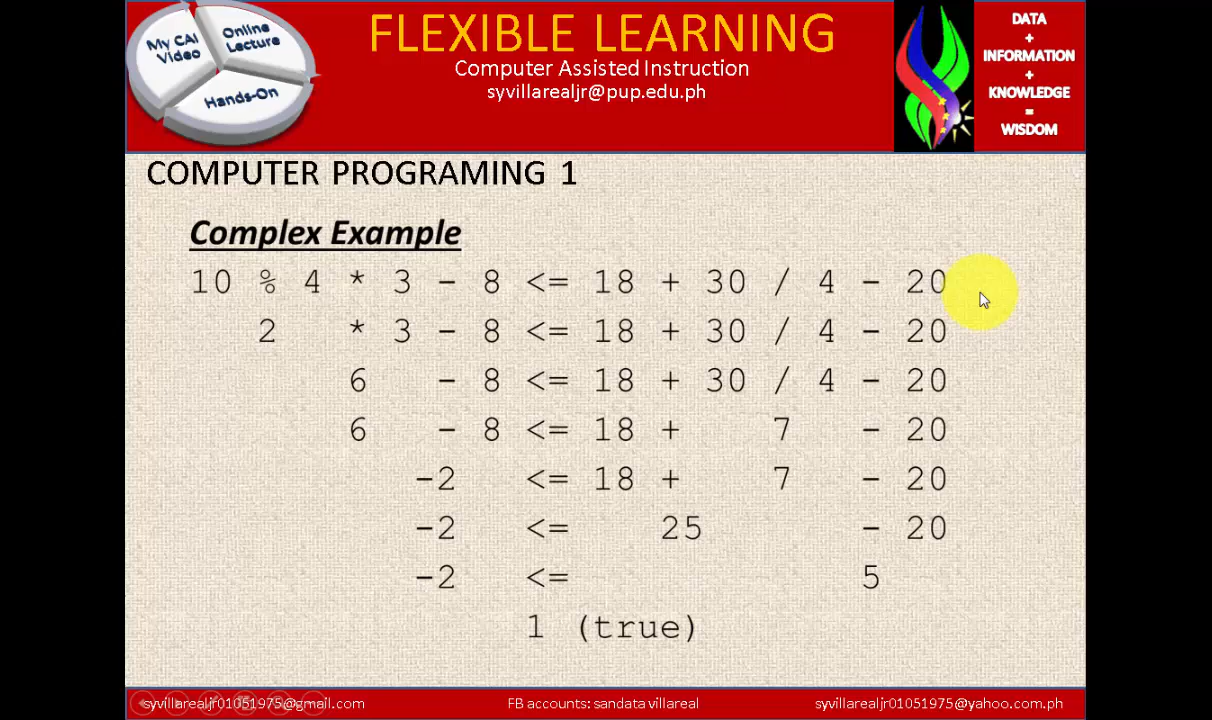 My CAI Video
Online Lecture
Hands-On
FLEXIBLE LEARNING
Computer Assisted Instruction
syvillarealjr@pup.edu.ph
DATA
+
INFORMATION
+
KNOWLEDGE
=
WISDOM
COMPUTER PROGRAMING 1
Complex Example
10 % 4 * 3 - 8 <= 18 + 30 / 4 - 20
2 * 3 - 8 <= 18 + 30 / 4 - 20
6 - 8 <= 18 + 30 / 4 - 20
6 - 8 <= 18 + 7 - 20
-2 <= 18 + 7 - 20
-2 <= 25 - 20
-2 <= 5
1 (true)
syvillarealjr01051975@gmail.com FB accounts: sandata villareal syvillarealjr01051975@yahoo.com.ph